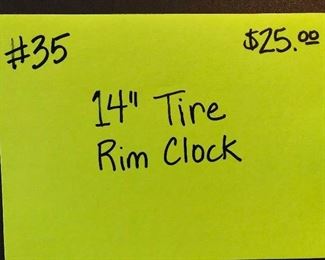 #35 $25.00
14" Tire
Rim Clock